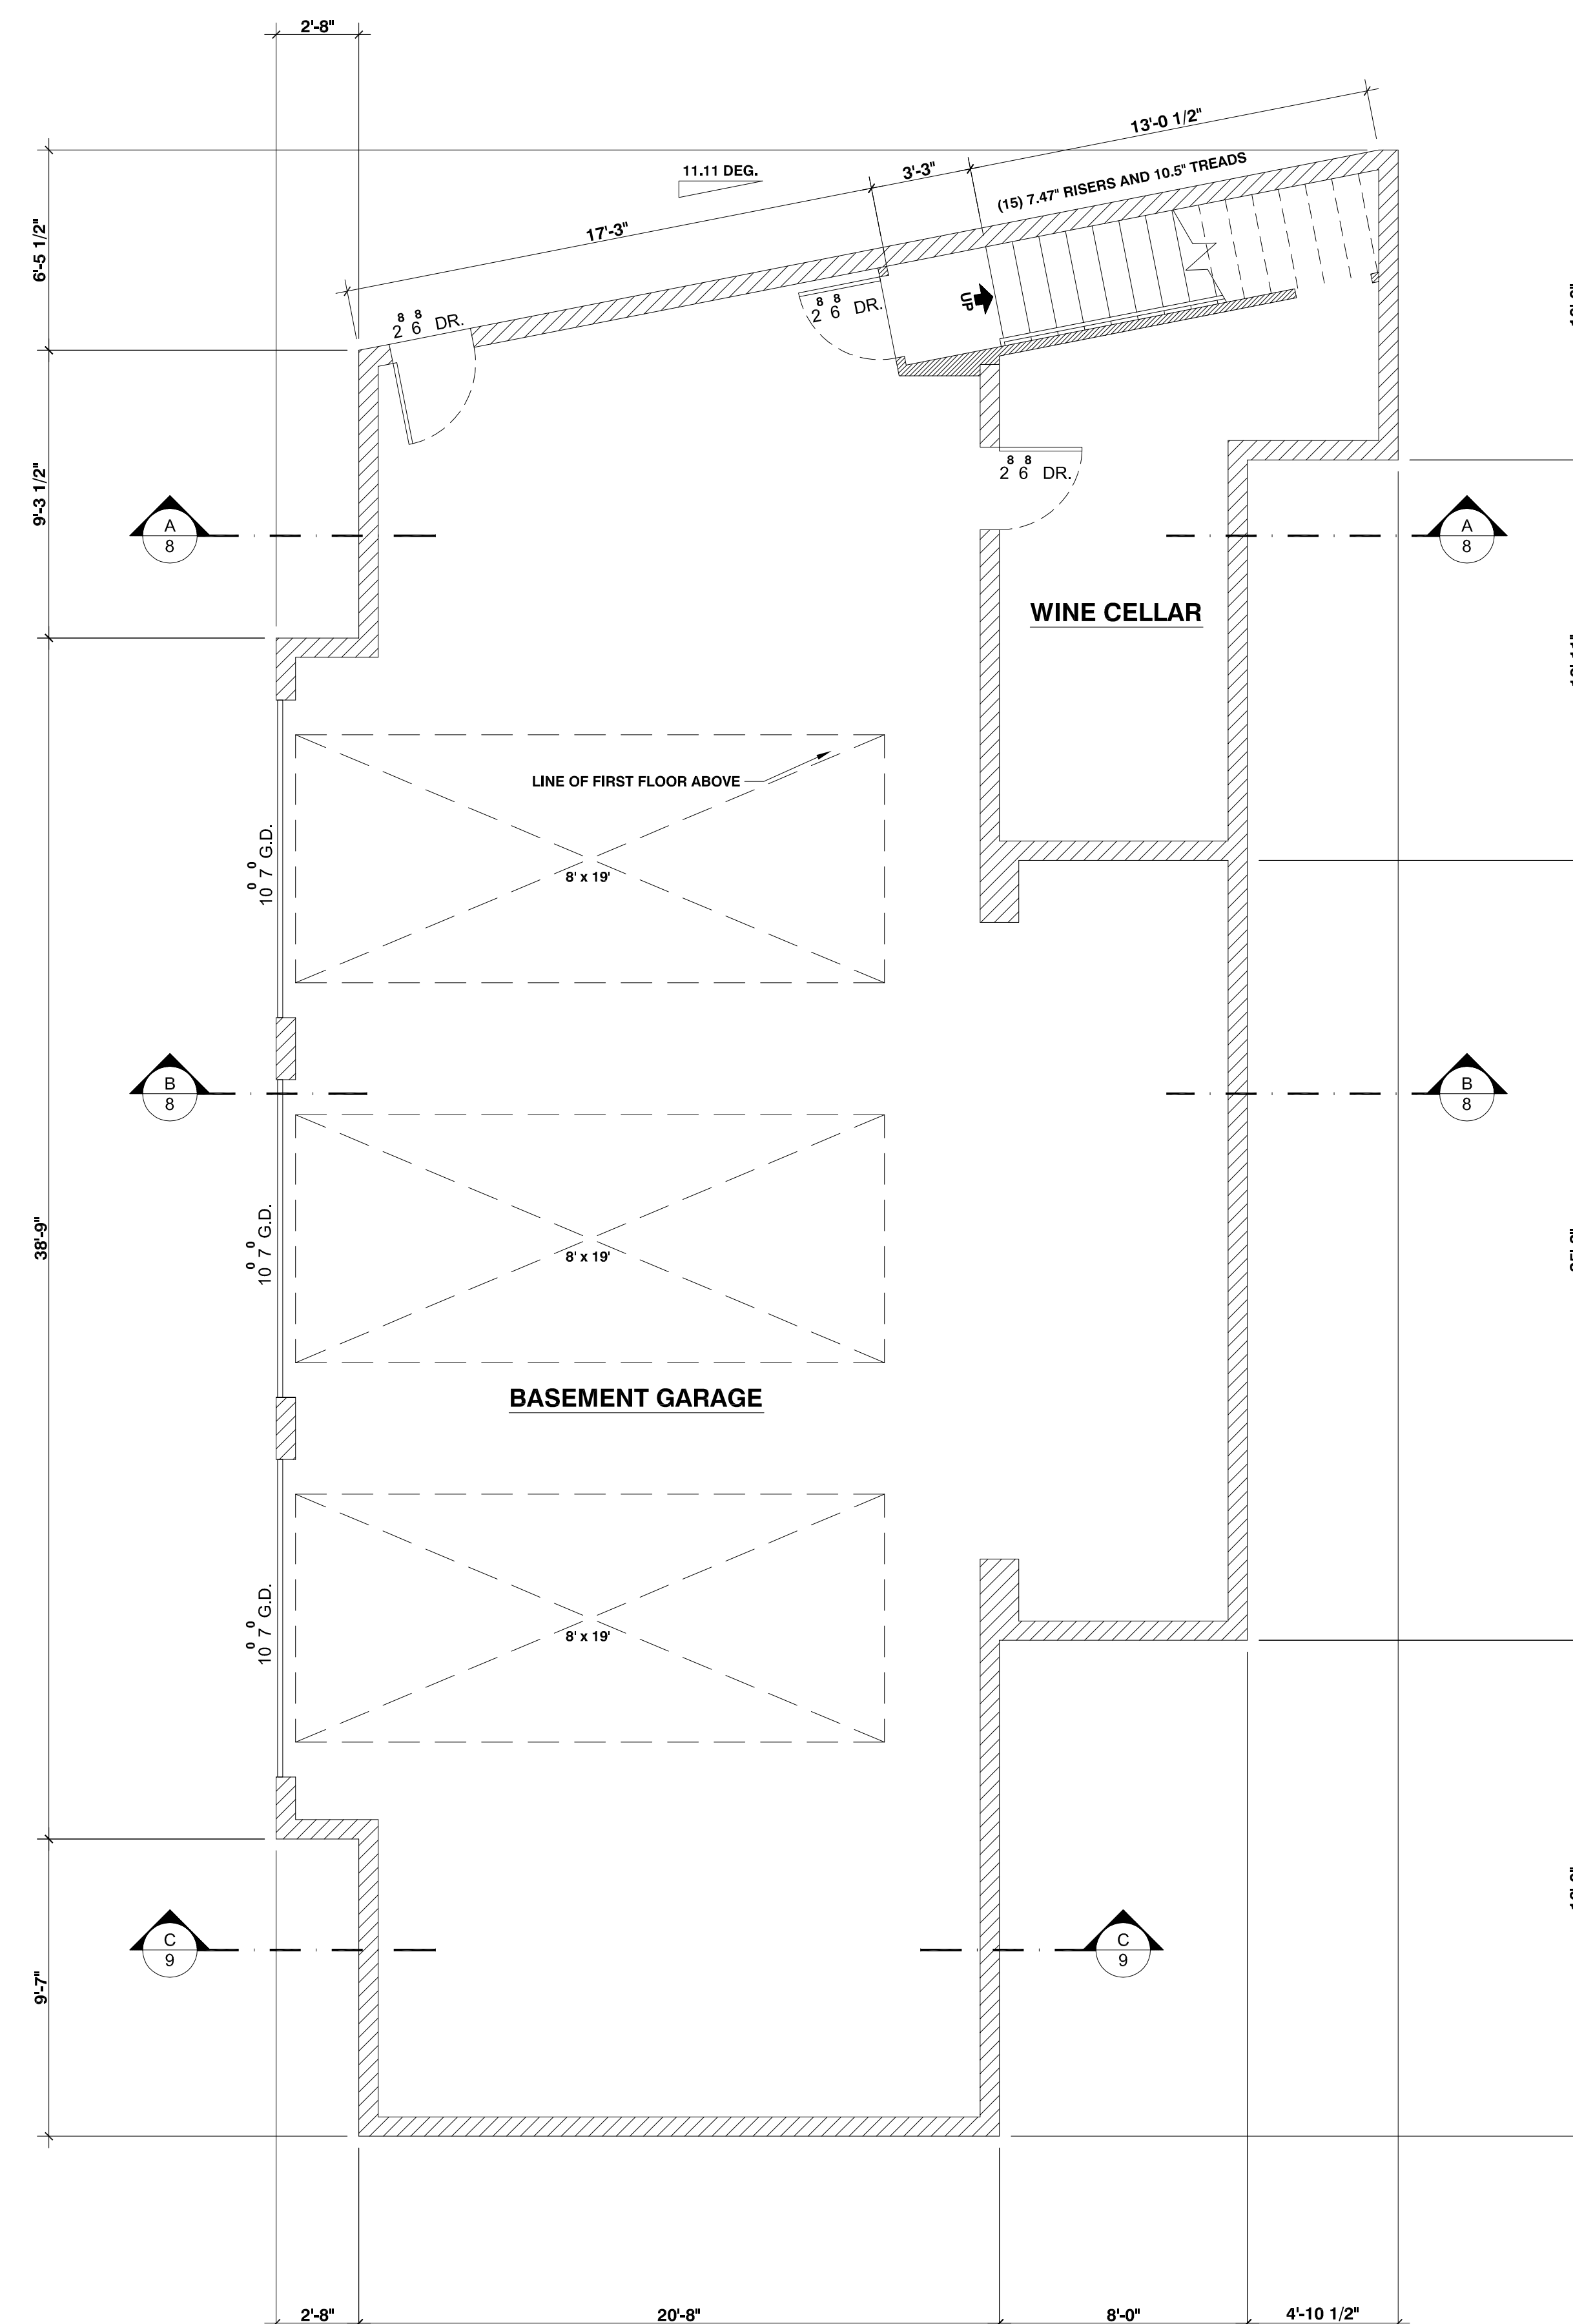 2'-8"
13'-0 1/2"
3'-3"
11.11 DEG.
(15) 7.47" RISERS AND 10.5" TREADS
17'-3"
6'-5 1/2"
UP
8 8
2 6 DR.
8 8
2 6 DR.
8 8
2 6 DR.
9'-3 1/2"
A
8
A
8
WINE CELLAR
LINE OF FIRST FLOOR ABOVE
0 0
10 7 G.D.
8' x 19'
B
8
B
8
38'-9"
0 0
10 7 G.D.
8' x 19'
BASEMENT GARAGE
0 0
10 7 G.D.
8' x 19'
C
9
C
9
9'-7"
2'-8"
20'-8"
8'-0"
4'-10 1/2"